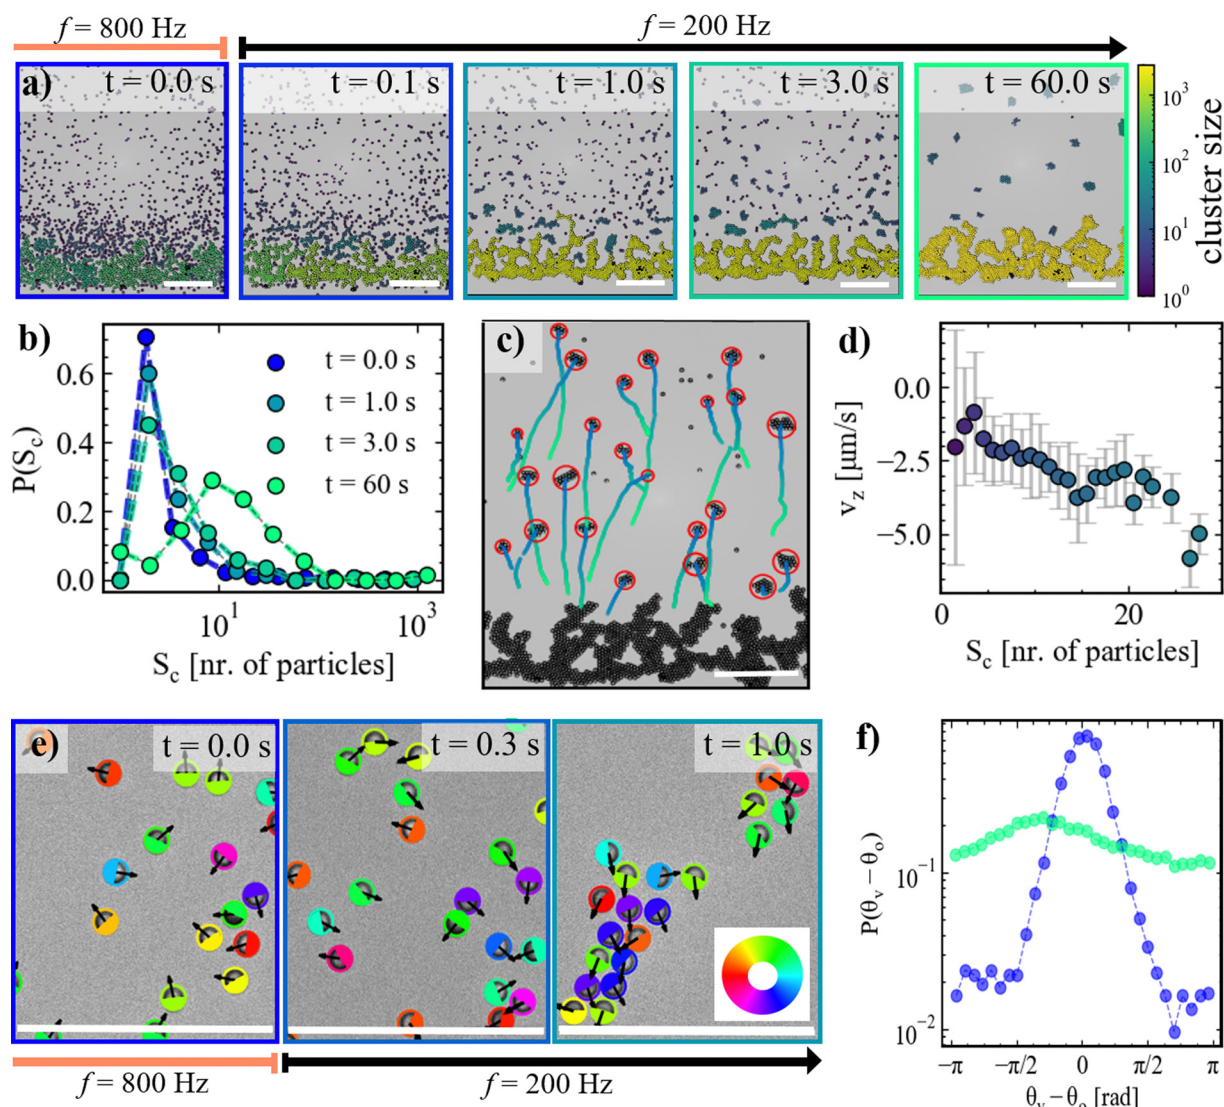 f = 800 Hz
f = 200 Hz
a)
t = 0.0 s
t = 0.1 s
t = 1.0 s
t = 3.0 s
t = 60.0 s
10³
10²
10¹
10⁰
cluster size
b)
t = 0.0 s
t = 1.0 s
t = 3.0 s
t = 60 s
0.6
0.4
0.2
0.0
P(S_c)
10¹
10³
S_c [nr. of particles]
c)
d)
0.0
−2.5
−5.0
v_z [µm/s]
0
20
S_c [nr. of particles]
e)
t = 0.0 s
t = 0.3 s
t = 1.0 s
f = 800 Hz
f = 200 Hz
f)
10⁻¹
10⁻²
P(θ_v − θ_o)
−π
−π/2
0
π/2
π
θ_v − θ_o [rad]